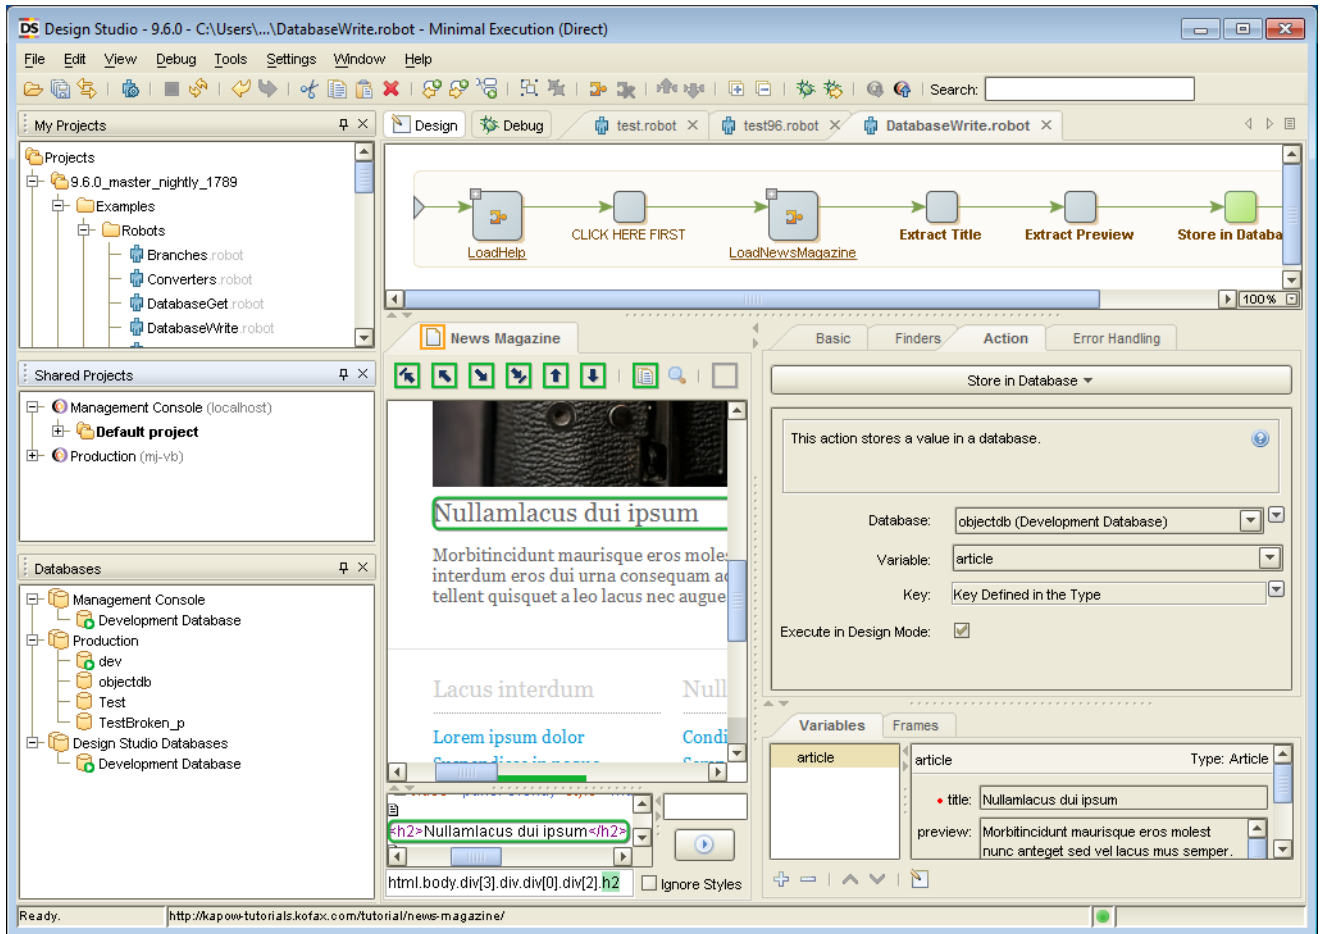 DS Design Studio - 9.6.0 - C:\Users\...\DatabaseWrite.robot - Minimal Execution (Direct)
File Edit View Debug Tools Settings Window Help
Search:
My Projects
Projects
9.6.0_master_nightly_1789
Examples
Robots
Branches.robot
Converters.robot
DatabaseGet.robot
DatabaseWrite.robot
Shared Projects
Management Console (localhost)
Default project
Production (mj-vb)
Databases
Management Console
Development Database
Production
dev
objectdb
Test
TestBroken_p
Design Studio Databases
Development Database
Design Debug test.robot test96.robot DatabaseWrite.robot
LoadHelp
CLICK HERE FIRST
LoadNewsMagazine
Extract Title
Extract Preview
Store in Databa
100%
News Magazine
Nullamlacus dui ipsum
Morbitincidunt maurisque eros moles
interdum eros dui urna consequam ac
tellent quisquet a leo lacus nec augue
Lacus interdum Null
Lorem ipsum dolor Condi
<h2>Nullamlacus dui ipsum</h2>
html.body.div[3].div.div[0].div[2].h2
Ignore Styles
Basic Finders Action Error Handling
Store in Database
This action stores a value in a database.
Database: objectdb (Development Database)
Variable: article
Key: Key Defined in the Type
Execute in Design Mode:
Variables Frames
article
article Type: Article
title: Nullamlacus dui ipsum
preview: Morbitincidunt maurisque eros molest
nunc anteget sed vel lacus mus semper.
Ready. http://kapow-tutorials.kofax.com/tutorial/news-magazine/